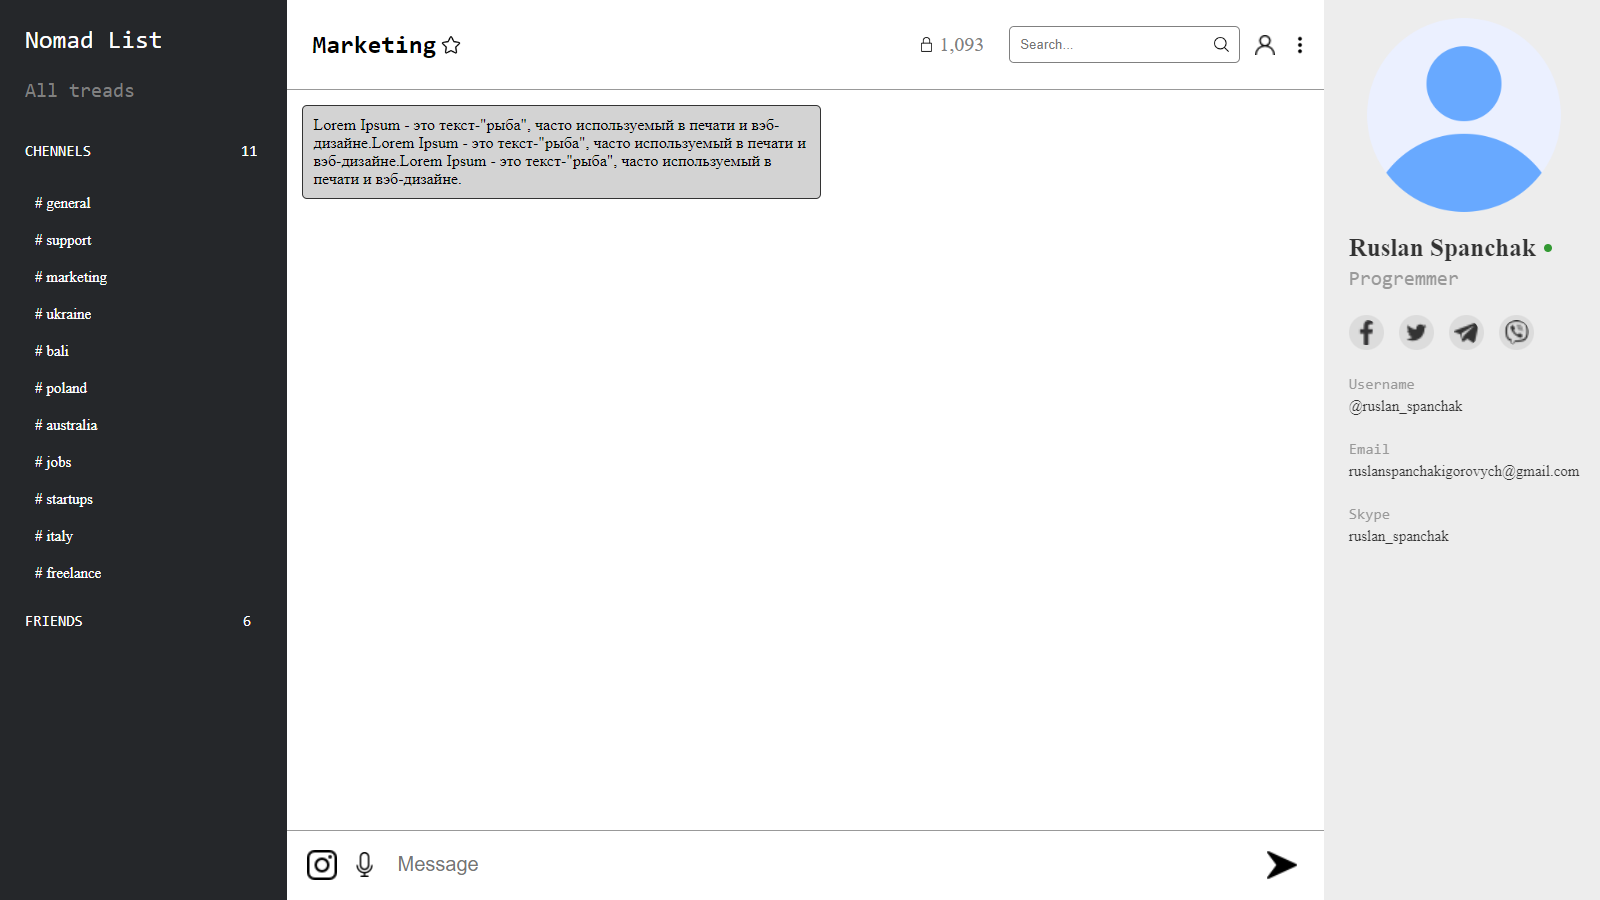 Nomad List
All treads
CHENNELS 11
# general
# support
# marketing
# ukraine
# bali
# poland
# australia
# jobs
# startups
# italy
# freelance
FRIENDS 6
Marketing
1,093
Search...
Lorem Ipsum - это текст-"рыба", часто используемый в печати и вэб-
дизайне.Lorem Ipsum - это текст-"рыба", часто используемый в печати и
вэб-дизайне.Lorem Ipsum - это текст-"рыба", часто используемый в
печати и вэб-дизайне.
Message
Ruslan Spanchak
Progremmer
Username
@ruslan_spanchak
Email
ruslanspanchakigorovych@gmail.com
Skype
ruslan_spanchak